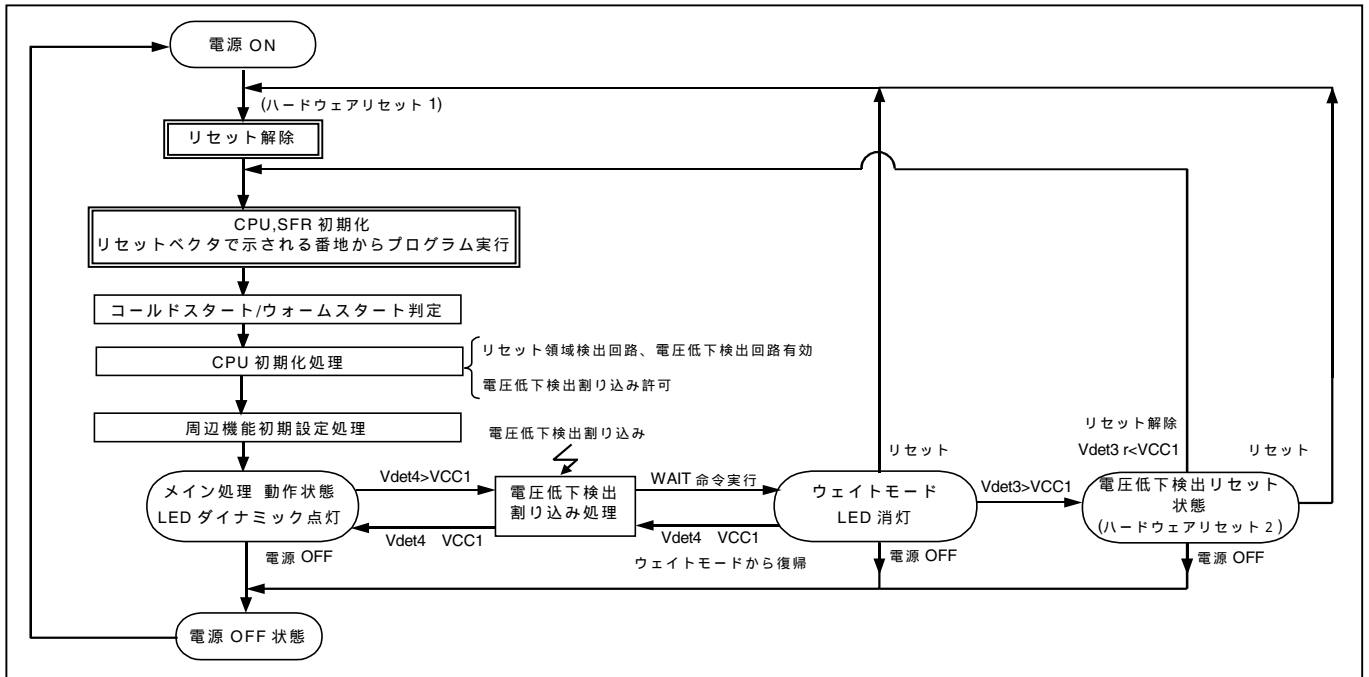 電源 ON
(ハードウェアリセット 1)
リセット解除
CPU,SFR 初期化
リセットベクタで示される番地からプログラム実行
コールドスタート/ウォームスタート判定
CPU 初期化処理
リセット領域検出回路、電圧低下検出回路有効
電圧低下検出割り込み許可
周辺機能初期設定処理
電圧低下検出割り込み
リセット
リセット解除
Vdet3 r<VCC1
リセット
メイン処理 動作状態
LED ダイナミック点灯
Vdet4>VCC1
Vdet4 VCC1
電圧低下検出
割り込み処理
WAIT 命令実行
Vdet4 VCC1
ウェイトモードから復帰
ウェイトモード
LED 消灯
Vdet3>VCC1
電圧低下検出リセット
状態
(ハードウェアリセット 2)
電源 OFF
電源 OFF
電源 OFF
電源 OFF 状態